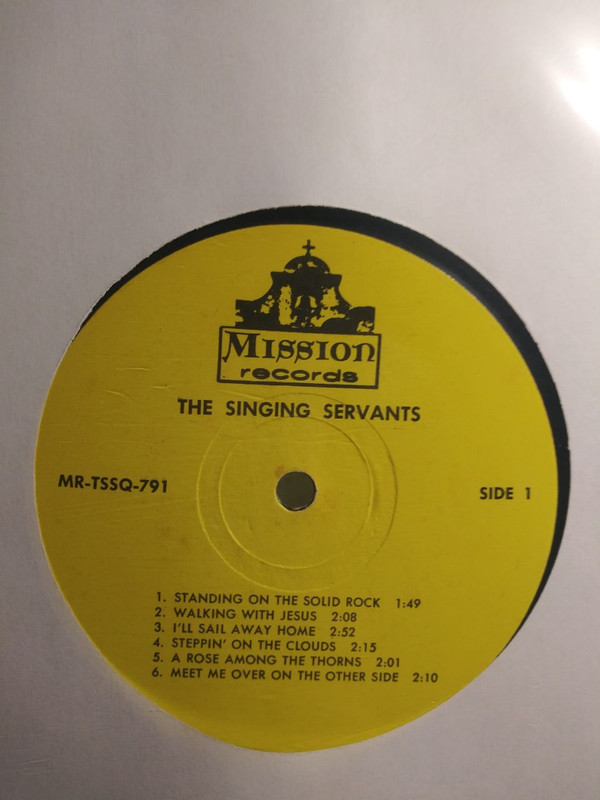 Mission
records
THE SINGING SERVANTS
MR-TSSQ-791
SIDE 1
1. STANDING ON THE SOLID ROCK 1:49
2. WALKING WITH JESUS 2:08
3. I'LL SAIL AWAY HOME 2:52
4. STEPPIN' ON THE CLOUDS 2:15
5. A ROSE AMONG THE THORNS 2:01
6. MEET ME OVER ON THE OTHER SIDE 2:10